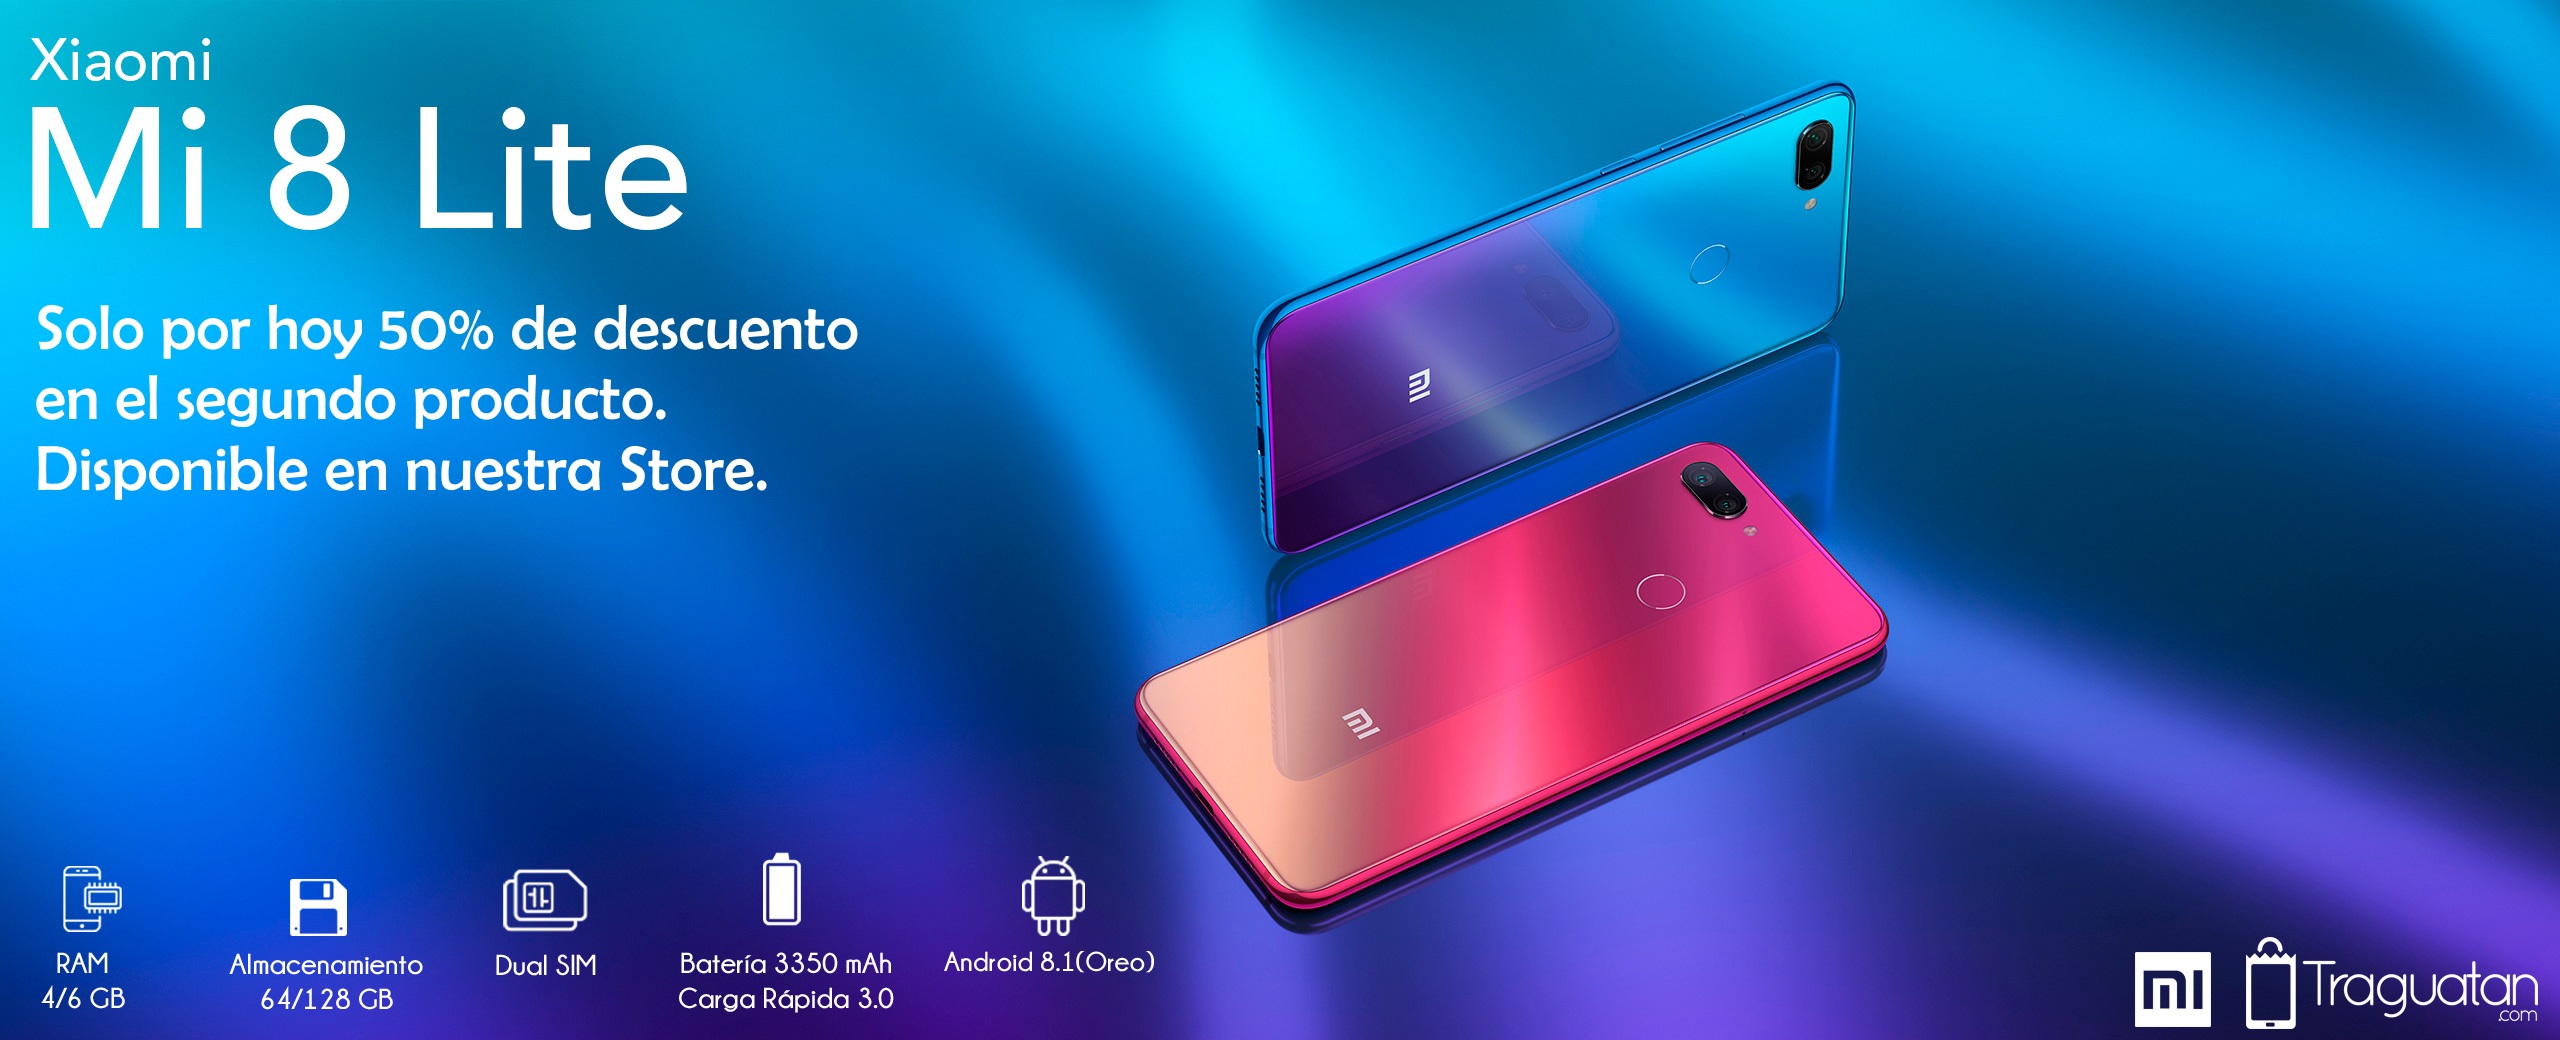 Xiaomi
Mi 8 Lite
Solo por hoy 50% de descuento
en el segundo producto.
Disponible en nuestra Store.
RAM
4/6 GB
Almacenamiento
64/128 GB
Dual SIM
Batería 3350 mAh
Carga Rápida 3.0
Android 8.1(Oreo)
MI
MI
MI
Traguatan
.com